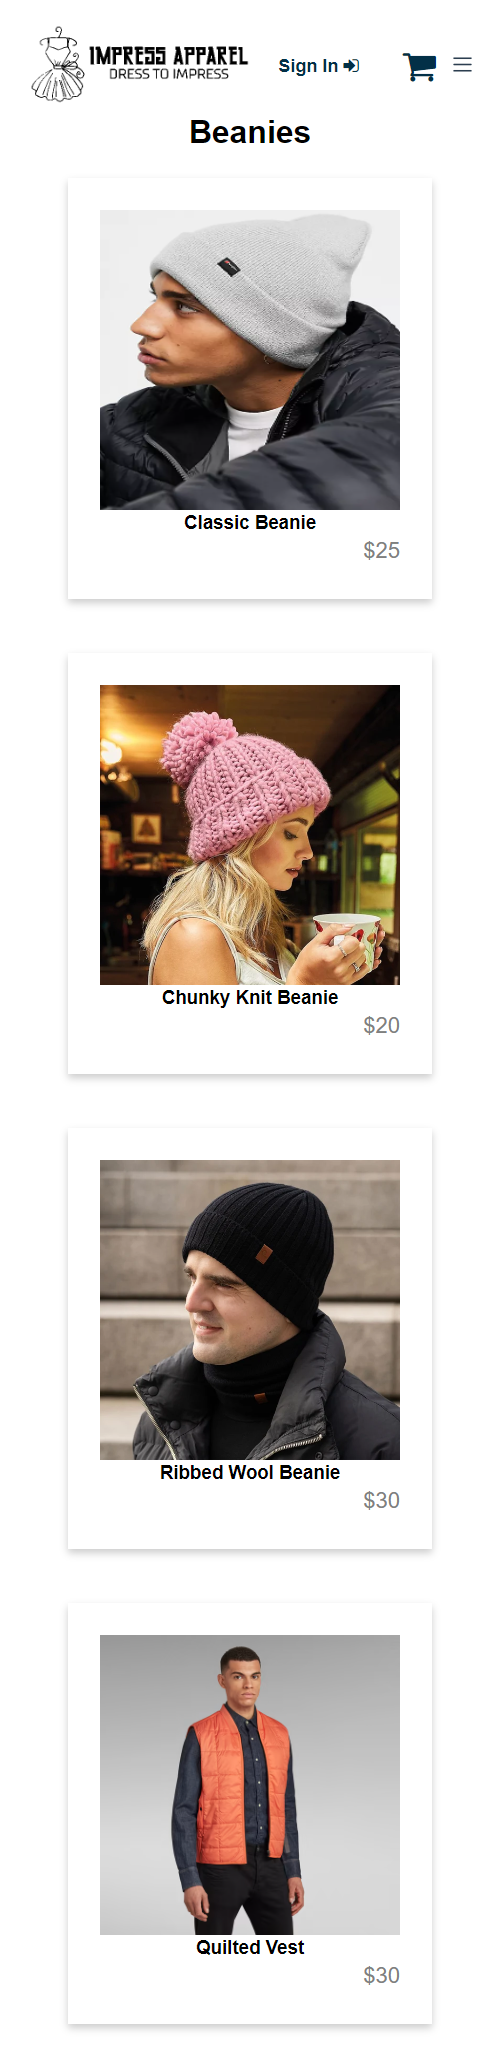 IMPRESS APPAREL
DRESS TO IMPRESS
Sign In
Beanies
Classic Beanie
$25
Chunky Knit Beanie
$20
Ribbed Wool Beanie
$30
Quilted Vest
$30